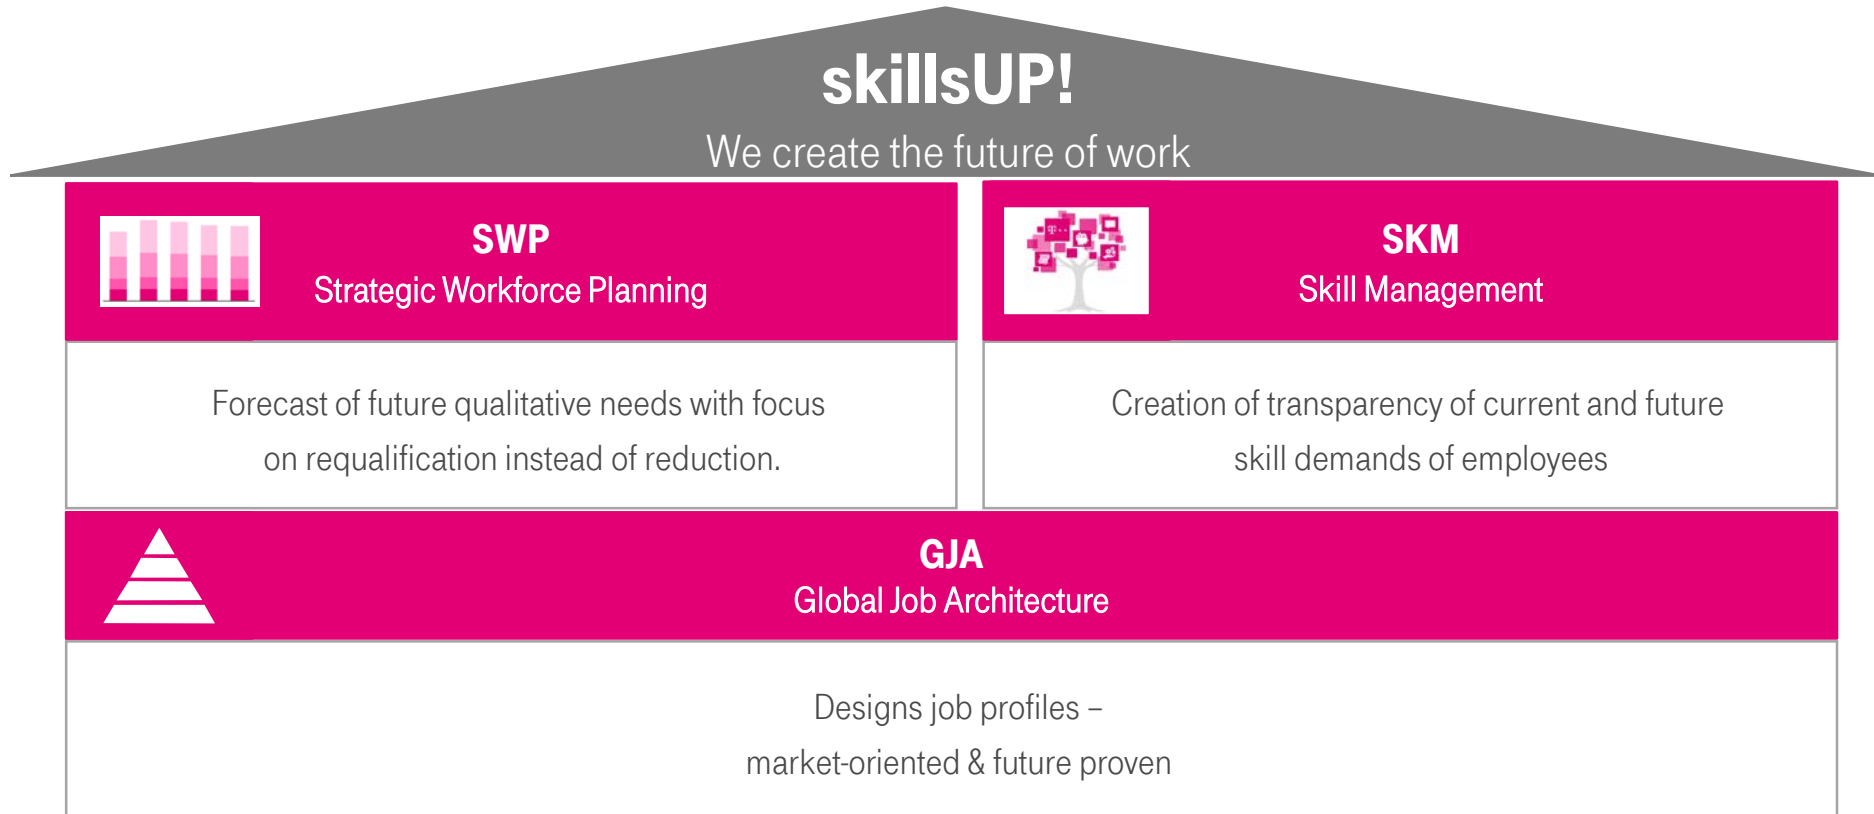 skillsUP!
We create the future of work
SWP
Strategic Workforce Planning
Forecast of future qualitative needs with focus
on requalification instead of reduction.
SKM
Skill Management
Creation of transparency of current and future
skill demands of employees
GJA
Global Job Architecture
Designs job profiles –
market-oriented & future proven